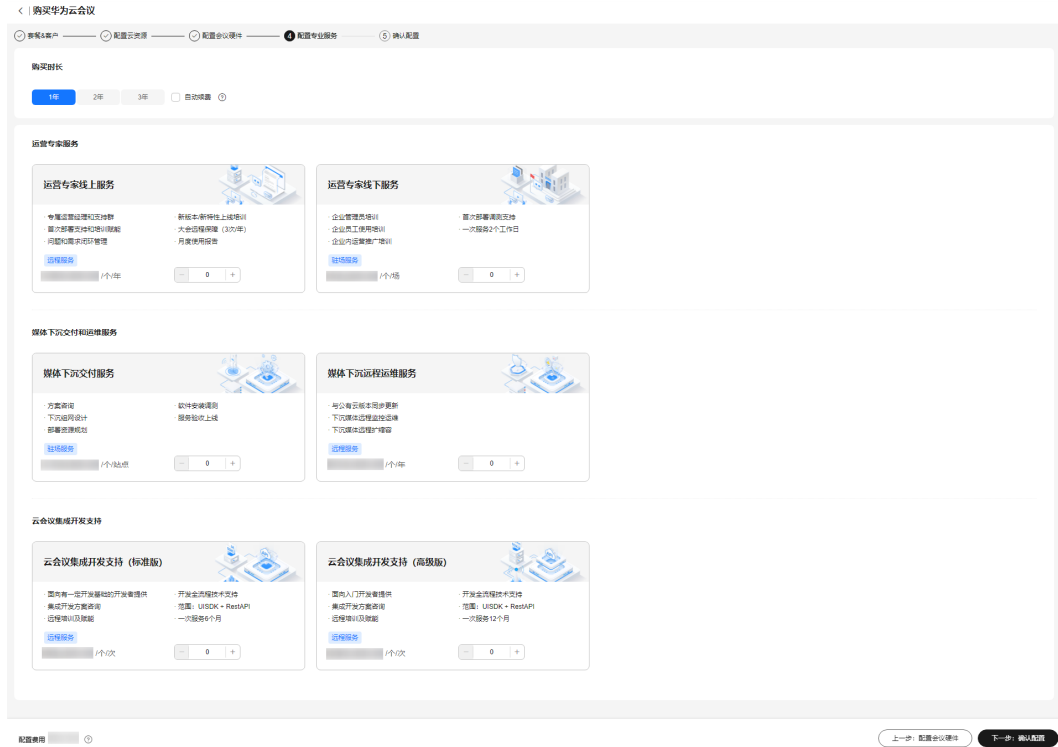 购买华为云会议
套餐&客户 配置云资源 配置会议硬件 4 配置专业服务 5 确认配置
购买时长
1年 2年 3年 自动续费 ?
运营专家服务
运营专家线上服务
· 专属运营经理和支持群 · 新版本/新特性上线培训
· 首次部署支持和培训赋能 · 大会远程保障（3次/年）
· 问题和需求闭环管理 · 月度使用报告
远程服务
/个/年 − 0 +
运营专家线下服务
· 企业管理员培训 · 首次部署调测支持
· 企业员工使用培训 · 一次服务2个工作日
· 企业内运营推广培训
驻场服务
/个/场 − 0 +
媒体下沉交付和运维服务
媒体下沉交付服务
· 方案咨询 · 软件安装调测
· 下沉组网设计 · 服务验收上线
· 部署资源规划
驻场服务
/个/站点 − 0 +
媒体下沉远程运维服务
· 与公有云版本同步更新
· 下沉媒体远程监控运维
· 下沉媒体远程扩缩容
远程服务
/个/年 − 0 +
云会议集成开发支持
云会议集成开发支持（标准版）
· 面向有一定开发基础的开发者提供 · 开发全流程技术支持
· 集成开发方案咨询 · 范围：UISDK + RestAPI
· 远程培训及赋能 · 一次服务6个月
远程服务
/个/次 − 0 +
云会议集成开发支持（高级版）
· 面向入门开发者提供 · 开发全流程技术支持
· 集成开发方案咨询 · 范围：UISDK + RestAPI
· 远程培训及赋能 · 一次服务12个月
远程服务
/个/次 − 0 +
配置费用 ? 上一步：配置会议硬件 下一步：确认配置